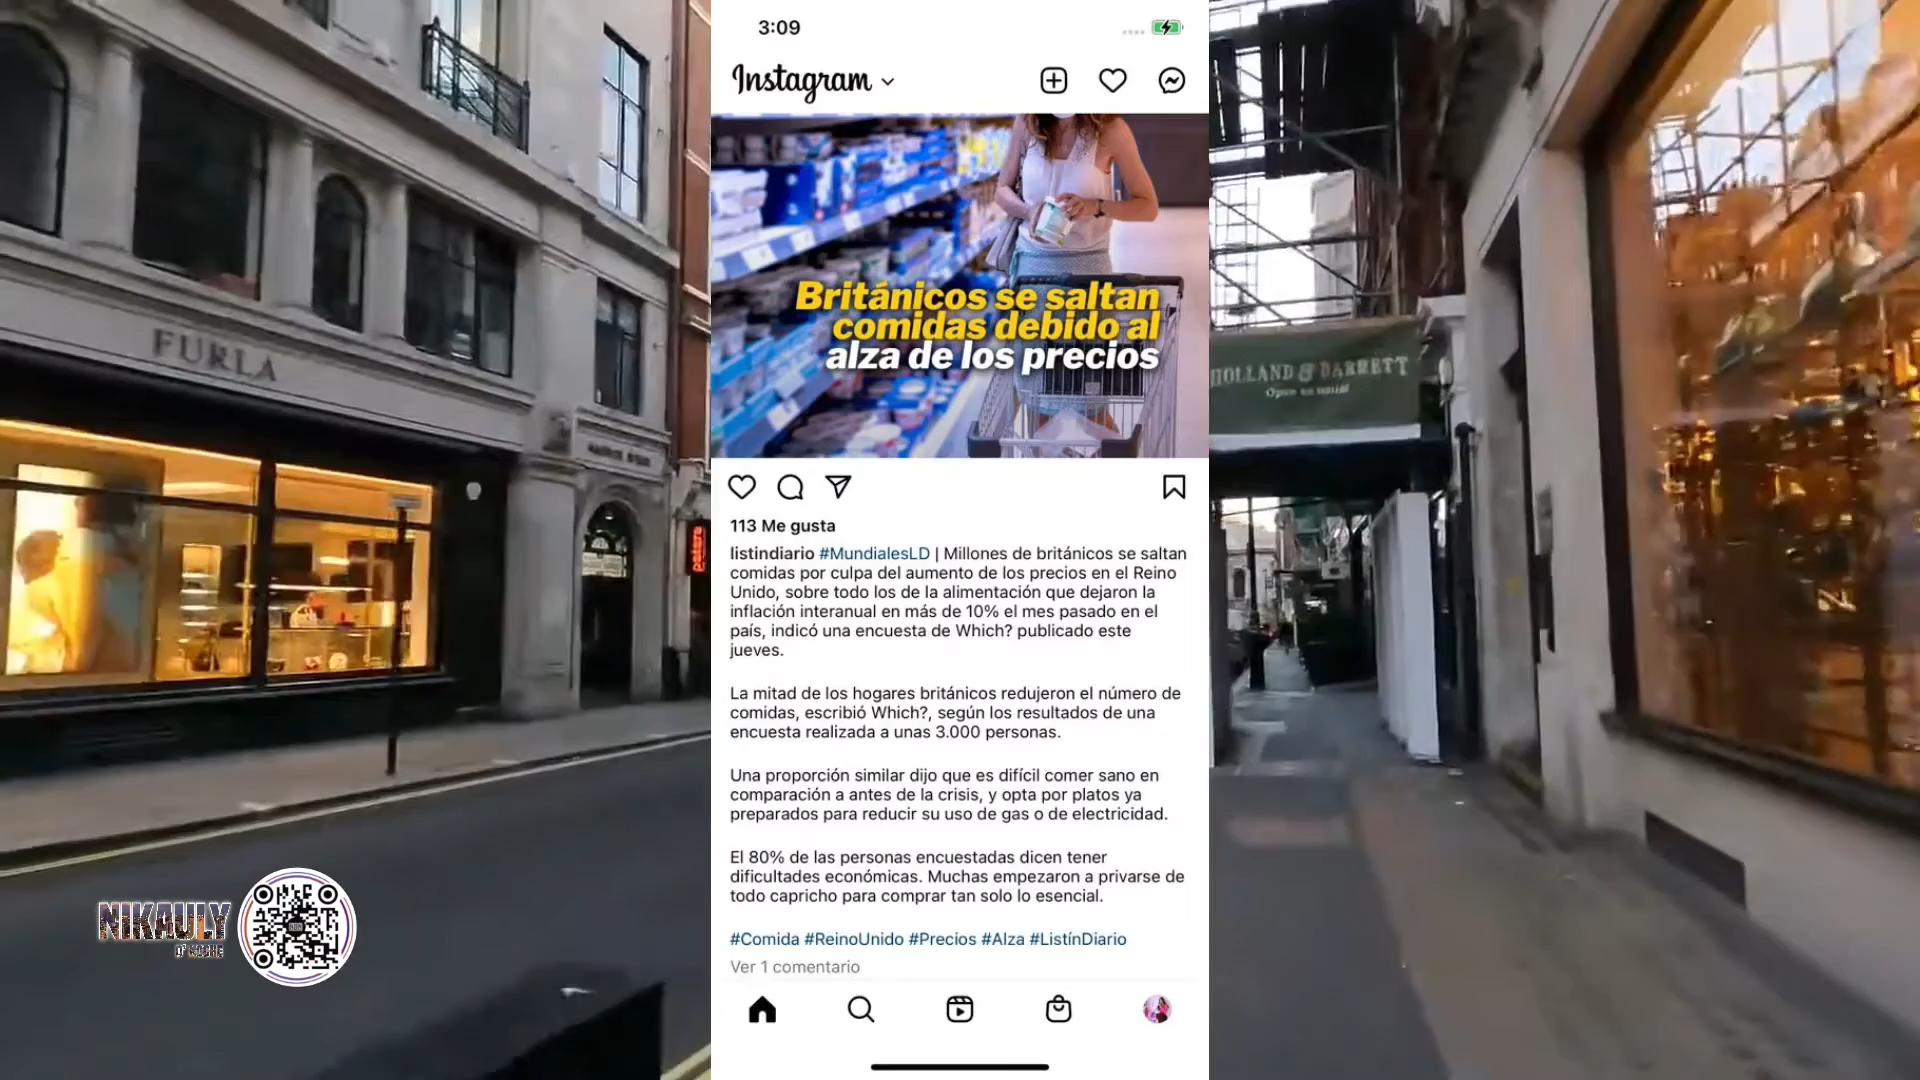 3:09
Instagram
Británicos se saltan
comidas debido al
alza de los precios
113 Me gusta
listindiario #MundialesLD | Millones de británicos se saltan
comidas por culpa del aumento de los precios en el Reino
Unido, sobre todo los de la alimentación que dejaron la
inflación interanual en más de 10% el mes pasado en el
país, indicó una encuesta de Which? publicado este
jueves.
La mitad de los hogares británicos redujeron el número de
comidas, escribió Which?, según los resultados de una
encuesta realizada a unas 3.000 personas.
Una proporción similar dijo que es difícil comer sano en
comparación a antes de la crisis, y opta por platos ya
preparados para reducir su uso de gas o de electricidad.
El 80% de las personas encuestadas dicen tener
dificultades económicas. Muchas empezaron a privarse de
todo capricho para comprar tan solo lo esencial.
#Comida #ReinoUnido #Precios #Alza #ListínDiario
Ver 1 comentario
FURLA
HOLLAND & BARRETT
Open as usual
NIKAULY